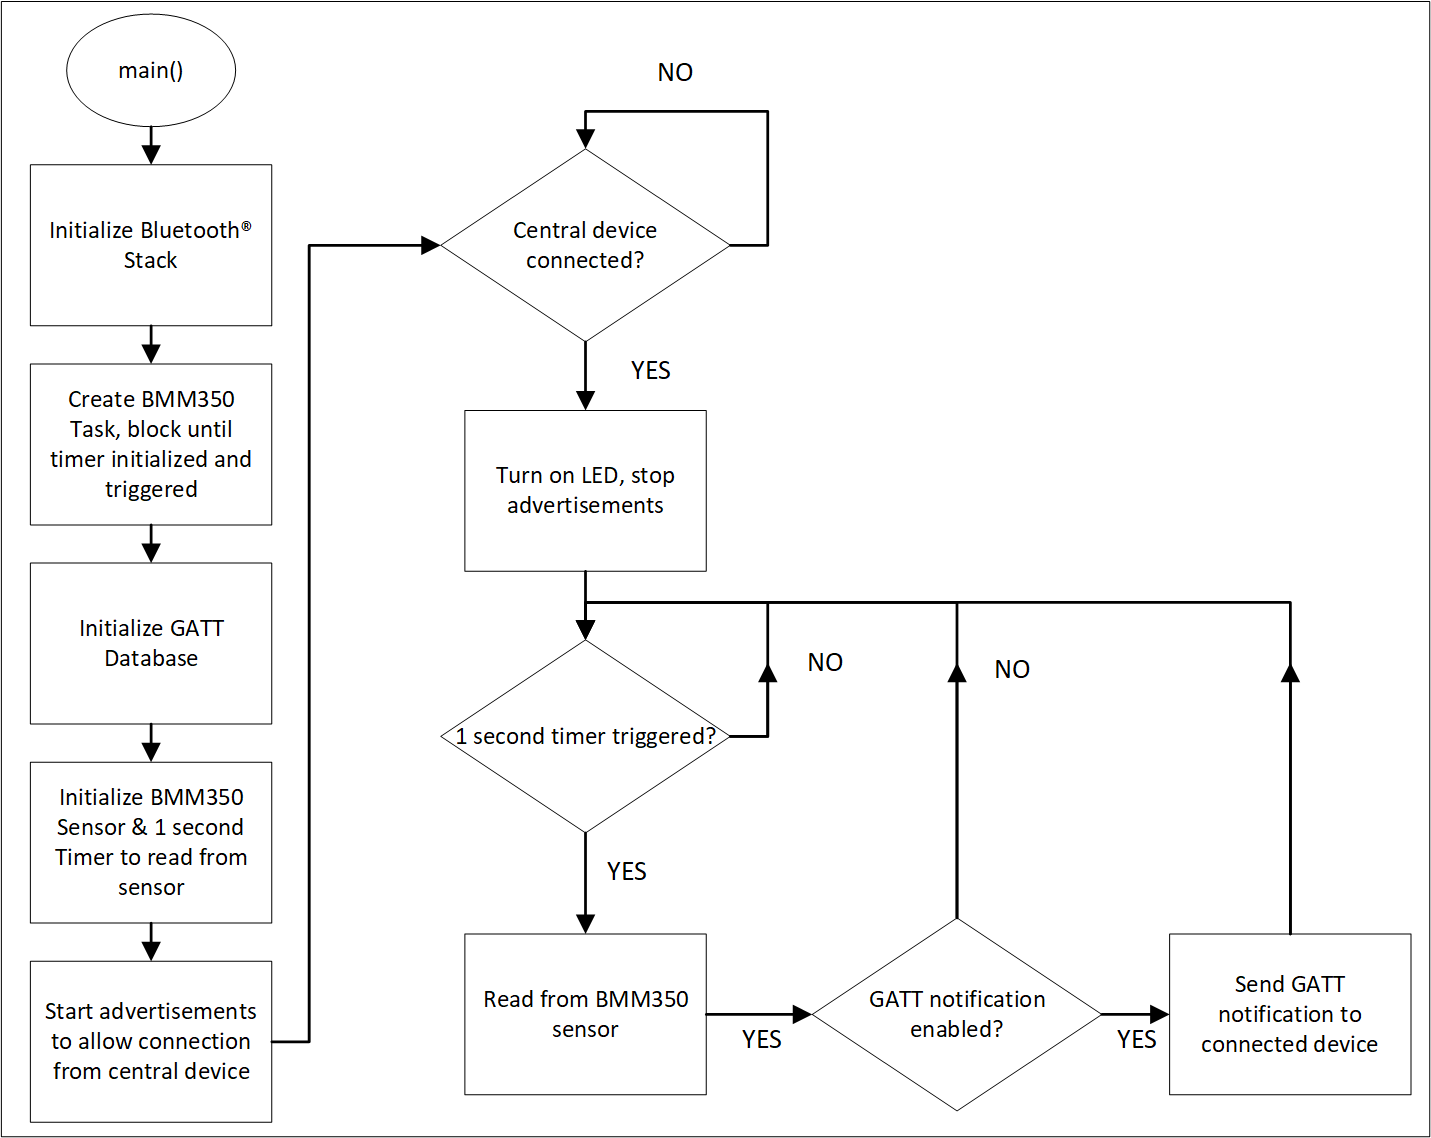 main()
Initialize Bluetooth®
Stack
Create BMM350
Task, block until
timer initialized and
triggered
Initialize GATT
Database
Initialize BMM350
Sensor & 1 second
Timer to read from
sensor
Start advertisements
to allow connection
from central device
NO
Central device
connected?
YES
Turn on LED, stop
advertisements
1 second timer triggered?
NO
YES
Read from BMM350
sensor
YES
GATT notification
enabled?
NO
YES
Send GATT
notification to
connected device